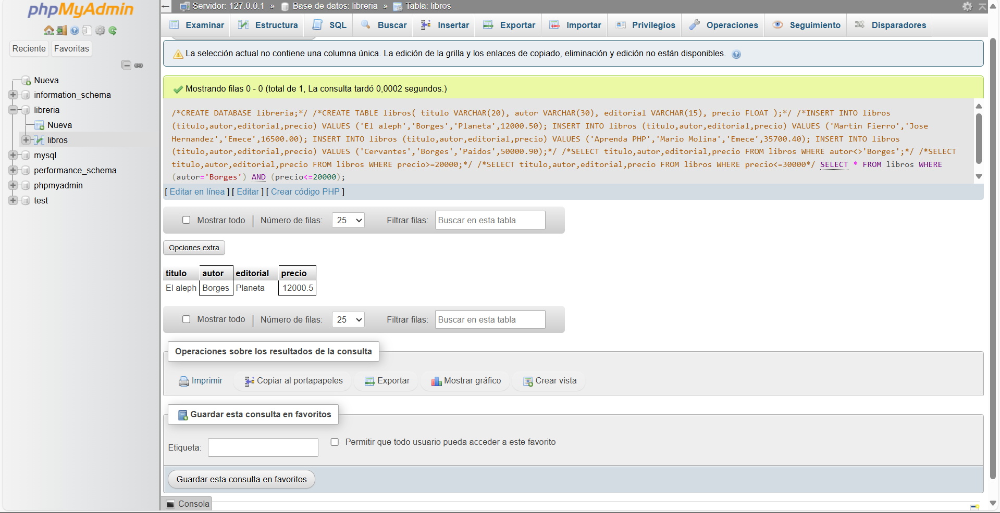 phpMyAdmin
Reciente Favoritas
Nueva
information_schema
libreria
Nueva
libros
mysql
performance_schema
phpmyadmin
test
Servidor: 127.0.0.1 » Base de datos: libreria » Tabla: libros
Examinar Estructura SQL Buscar Insertar Exportar Importar Privilegios Operaciones Seguimiento Disparadores
La selección actual no contiene una columna única. La edición de la grilla y los enlaces de copiado, eliminación y edición no están disponibles.
Mostrando filas 0 - 0 (total de 1, La consulta tardó 0,0002 segundos.)
/*CREATE DATABASE libreria;*/ /*CREATE TABLE libros( titulo VARCHAR(20), autor VARCHAR(30), editorial VARCHAR(15), precio FLOAT );*/ /*INSERT INTO libros
(titulo,autor,editorial,precio) VALUES ('El aleph','Borges','Planeta',12000.50); INSERT INTO libros (titulo,autor,editorial,precio) VALUES ('Martin Fierro','Jose
Hernandez','Emece',16500.00); INSERT INTO libros (titulo,autor,editorial,precio) VALUES ('Aprenda PHP','Mario Molina','Emece',35700.40); INSERT INTO libros
(titulo,autor,editorial,precio) VALUES ('Cervantes','Borges','Paidos',50000.90);*/ /*SELECT titulo,autor,editorial,precio FROM libros WHERE autor<>'Borges';*/ /*SELECT
titulo,autor,editorial,precio FROM libros WHERE precio>=20000;*/ /*SELECT titulo,autor,editorial,precio FROM libros WHERE precio<=30000*/ SELECT * FROM libros WHERE
(autor='Borges') AND (precio<=20000);
[ Editar en línea ] [ Editar ] [ Crear código PHP ]
Mostrar todo | Número de filas: 25 Filtrar filas: Buscar en esta tabla
Opciones extra
titulo autor editorial precio
El aleph Borges Planeta 12000.5
Mostrar todo | Número de filas: 25 Filtrar filas: Buscar en esta tabla
Operaciones sobre los resultados de la consulta
Imprimir Copiar al portapapeles Exportar Mostrar gráfico Crear vista
Guardar esta consulta en favoritos
Etiqueta: Permitir que todo usuario pueda acceder a este favorito
Guardar esta consulta en favoritos
Consola